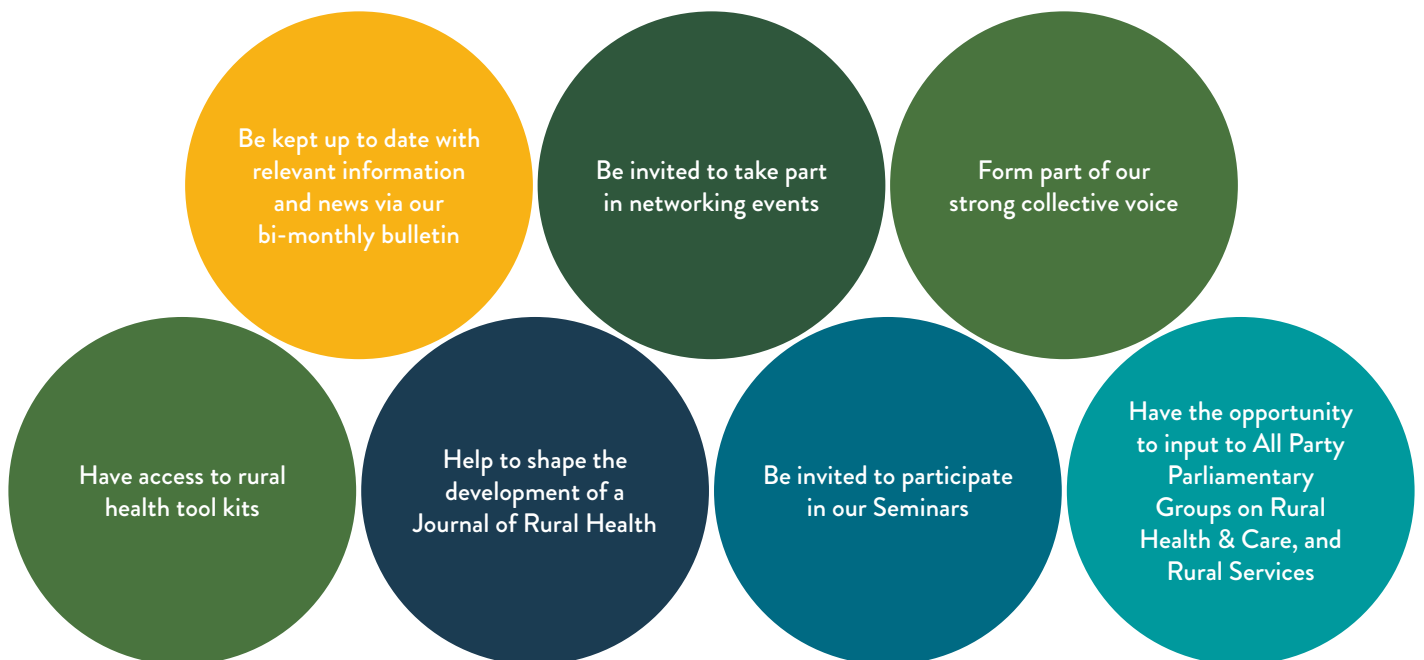 Be kept up to date with
relevant information
and news via our
bi-monthly bulletin
Be invited to take part
in networking events
Form part of our
strong collective voice
Have access to rural
health tool kits
Help to shape the
development of a
Journal of Rural Health
Be invited to participate
in our Seminars
Have the opportunity
to input to All Party
Parliamentary
Groups on Rural
Health & Care, and
Rural Services